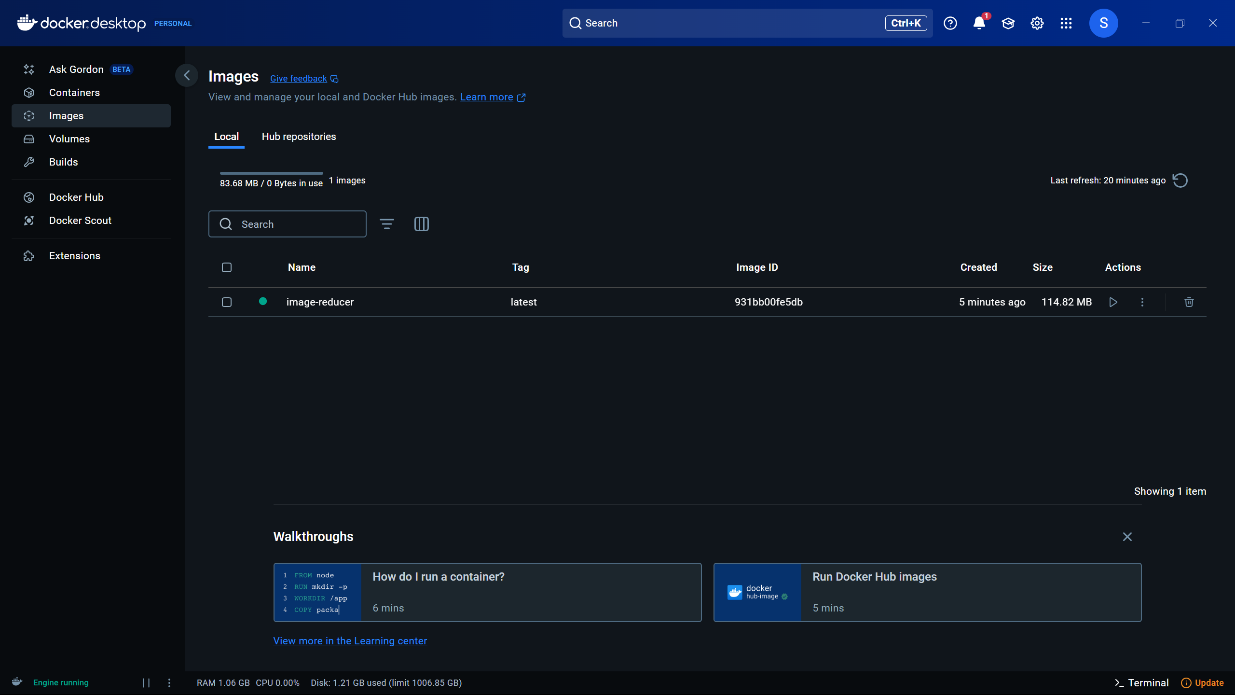 docker.desktop PERSONAL
Search Ctrl+K
1
S
Ask Gordon BETA
Containers
Images
Volumes
Builds
Docker Hub
Docker Scout
Extensions
Images Give feedback
View and manage your local and Docker Hub images. Learn more
Local Hub repositories
83.68 MB / 0 Bytes in use 1 images
Last refresh: 20 minutes ago
Search
Name Tag Image ID Created Size Actions
image-reducer latest 931bb00fe5db 5 minutes ago 114.82 MB
Showing 1 item
Walkthroughs
1 FROM node
2 RUN mkdir -p
3 WORKDIR /app
4 COPY packa
How do I run a container?
6 mins
docker
hub-image
Run Docker Hub images
5 mins
View more in the Learning center
Engine running
RAM 1.06 GB CPU 0.00% Disk: 1.21 GB used (limit 1006.85 GB)
Terminal
Update